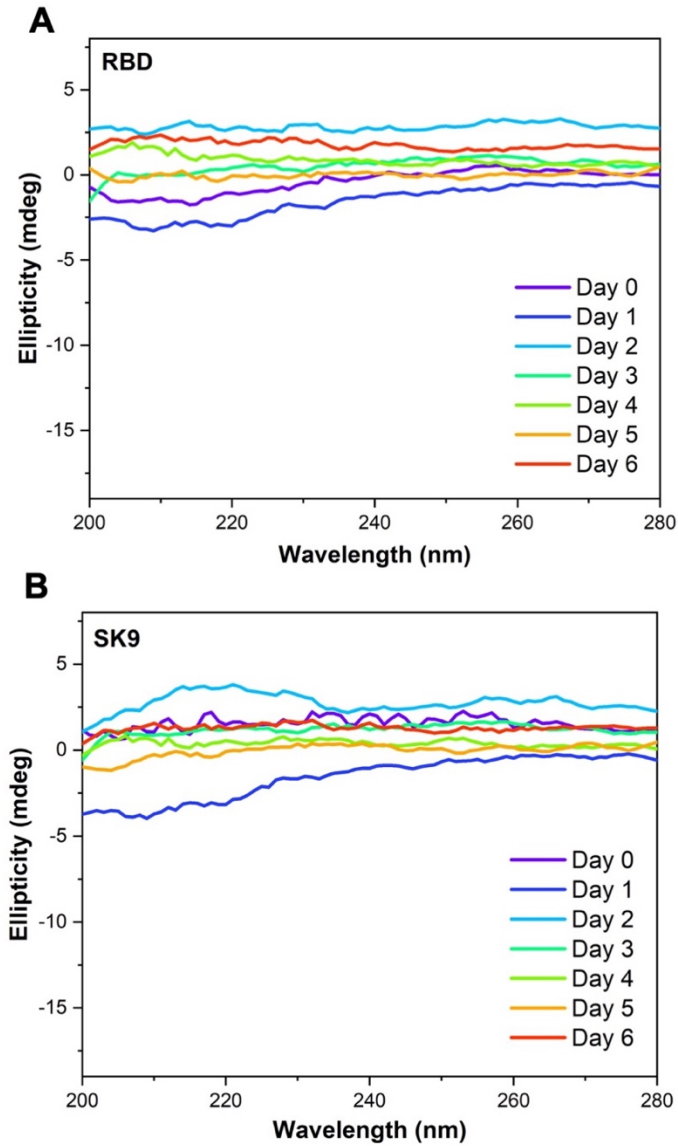 A
RBD
5
0
-5
-10
-15
Ellipticity (mdeg)
Day 0
Day 1
Day 2
Day 3
Day 4
Day 5
Day 6
200 220 240 260 280
Wavelength (nm)
B
SK9
5
0
-5
-10
-15
Ellipticity (mdeg)
Day 0
Day 1
Day 2
Day 3
Day 4
Day 5
Day 6
200 220 240 260 280
Wavelength (nm)